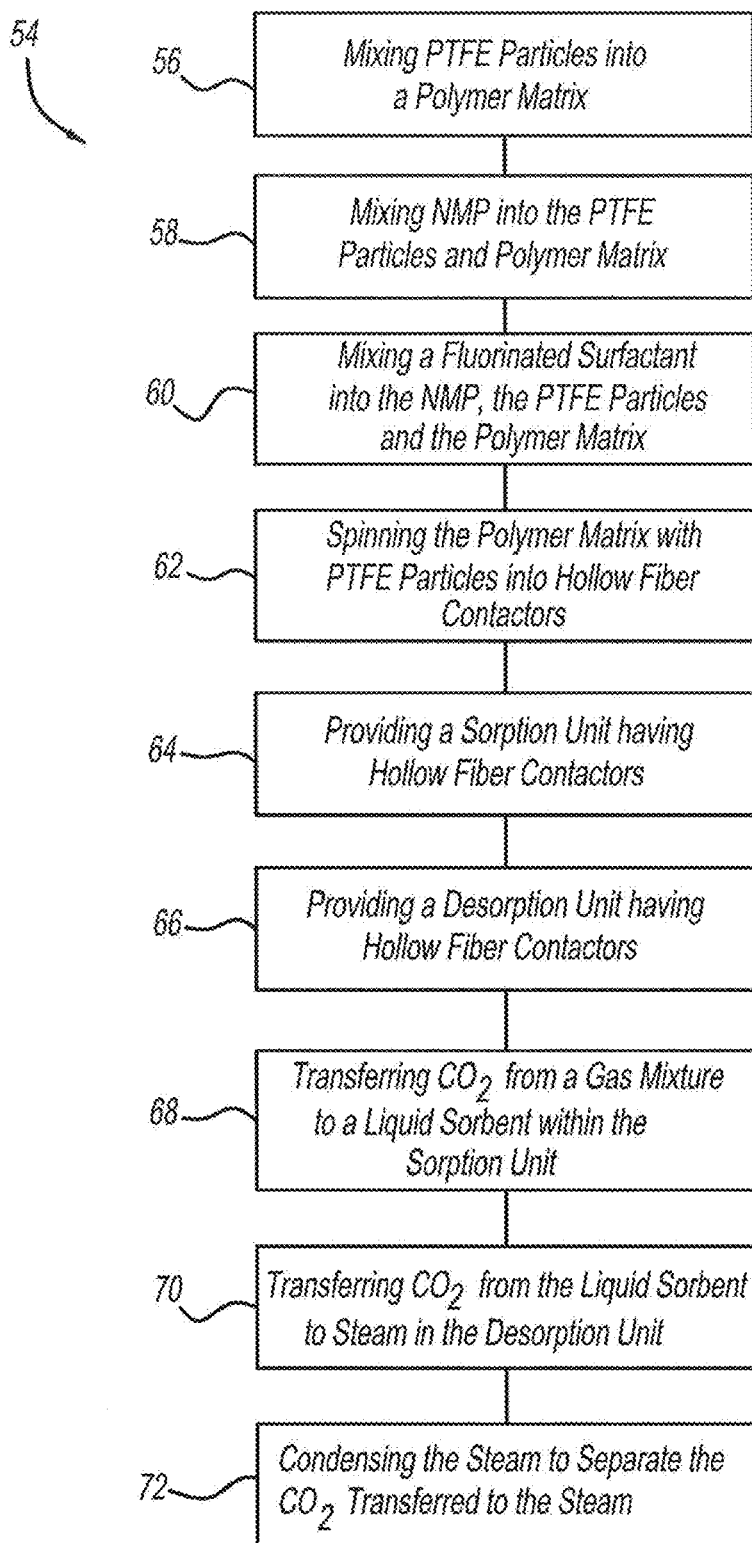 54
56
Mixing PTFE Particles into
a Polymer Matrix
58
Mixing NMP into the PTFE
Particles and Polymer Matrix
60
Mixing a Fluorinated Surfactant
into the NMP, the PTFE Particles
and the Polymer Matrix
62
Spinning the Polymer Matrix with
PTFE Particles into Hollow Fiber
Contactors
64
Providing a Sorption Unit having
Hollow Fiber Contactors
66
Providing a Desorption Unit having
Hollow Fiber Contactors
68
Transferring CO2 from a Gas Mixture
to a Liquid Sorbent within the
Sorption Unit
70
Transferring CO2 from the Liquid Sorbent
to Steam in the Desorption Unit
72
Condensing the Steam to Separate the
CO2 Transferred to the Steam